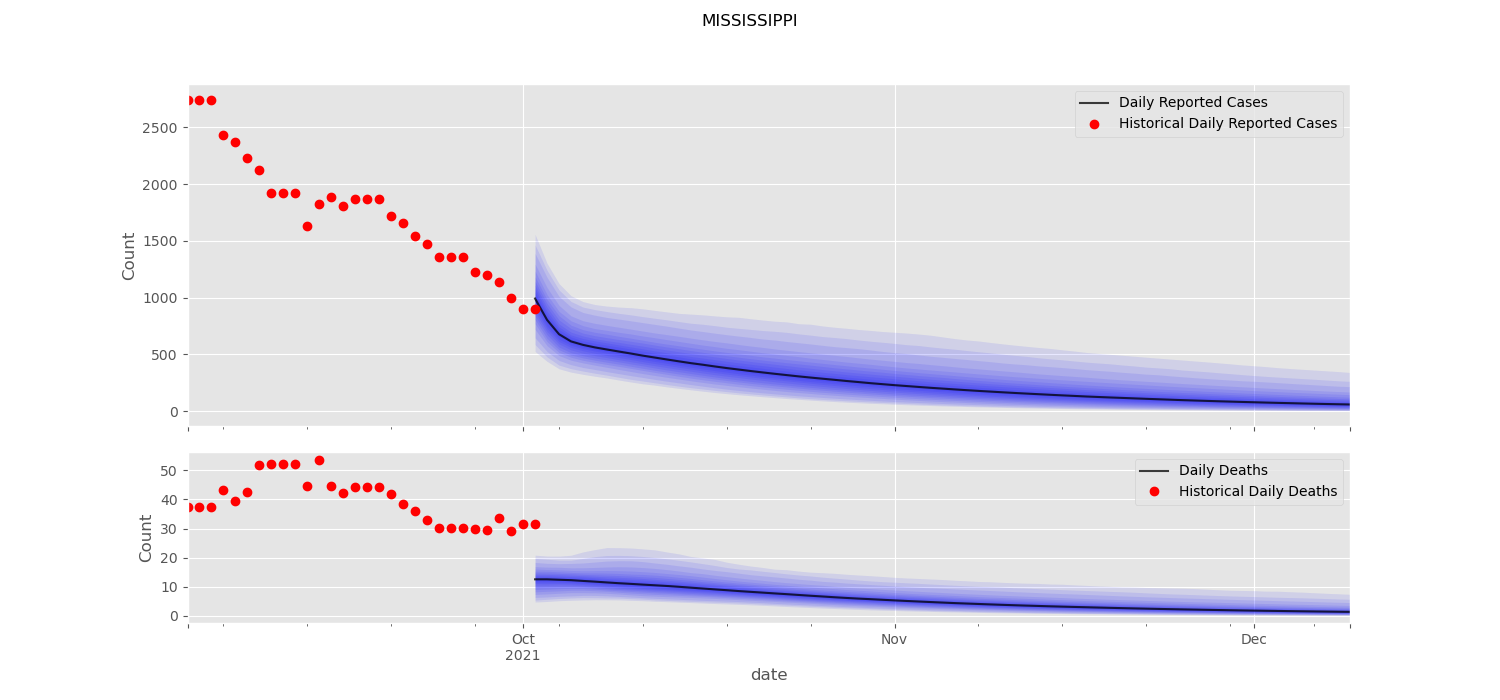 MISSISSIPPI
Count
2500
2000
1500
1000
500
0
Daily Reported Cases
Historical Daily Reported Cases
Count
50
40
30
20
10
0
Daily Deaths
Historical Daily Deaths
Oct
2021
Nov
Dec
date